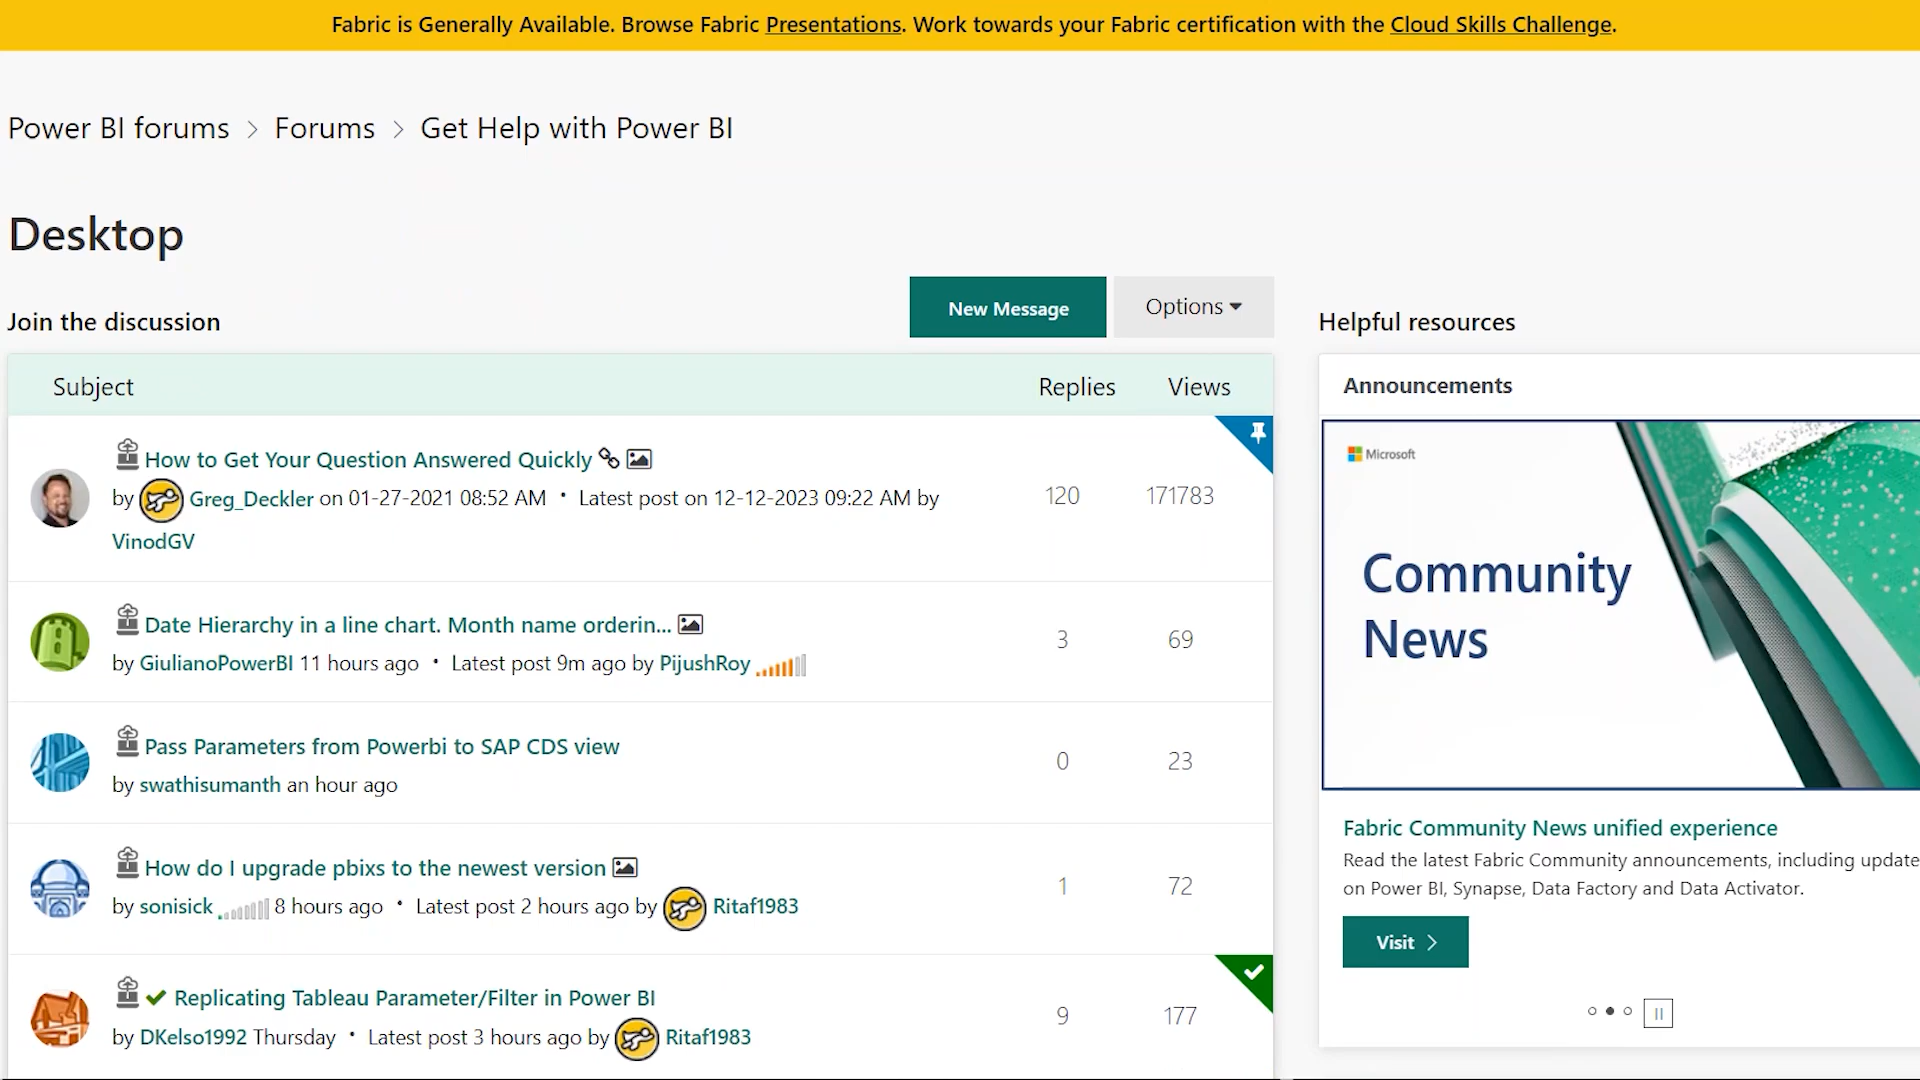 Fabric is Generally Available. Browse Fabric Presentations. Work towards your Fabric certification with the Cloud Skills Challenge.
Power BI forums > Forums > Get Help with Power BI
Desktop
Join the discussion
New Message
Options
Subject Replies Views
How to Get Your Question Answered Quickly
by Greg_Deckler on 01-27-2021 08:52 AM • Latest post on 12-12-2023 09:22 AM by
VinodGV
120 171783
Date Hierarchy in a line chart. Month name orderin...
by GiulianoPowerBI 11 hours ago • Latest post 9m ago by PijushRoy
3 69
Pass Parameters from Powerbi to SAP CDS view
by swathisumanth an hour ago
0 23
How do I upgrade pbixs to the newest version
by sonisick 8 hours ago • Latest post 2 hours ago by Ritaf1983
1 72
Replicating Tableau Parameter/Filter in Power BI
by DKelso1992 Thursday • Latest post 3 hours ago by Ritaf1983
9 177
Helpful resources
Announcements
Microsoft
Community
News
Fabric Community News unified experience
Read the latest Fabric Community announcements, including update
on Power BI, Synapse, Data Factory and Data Activator.
Visit >